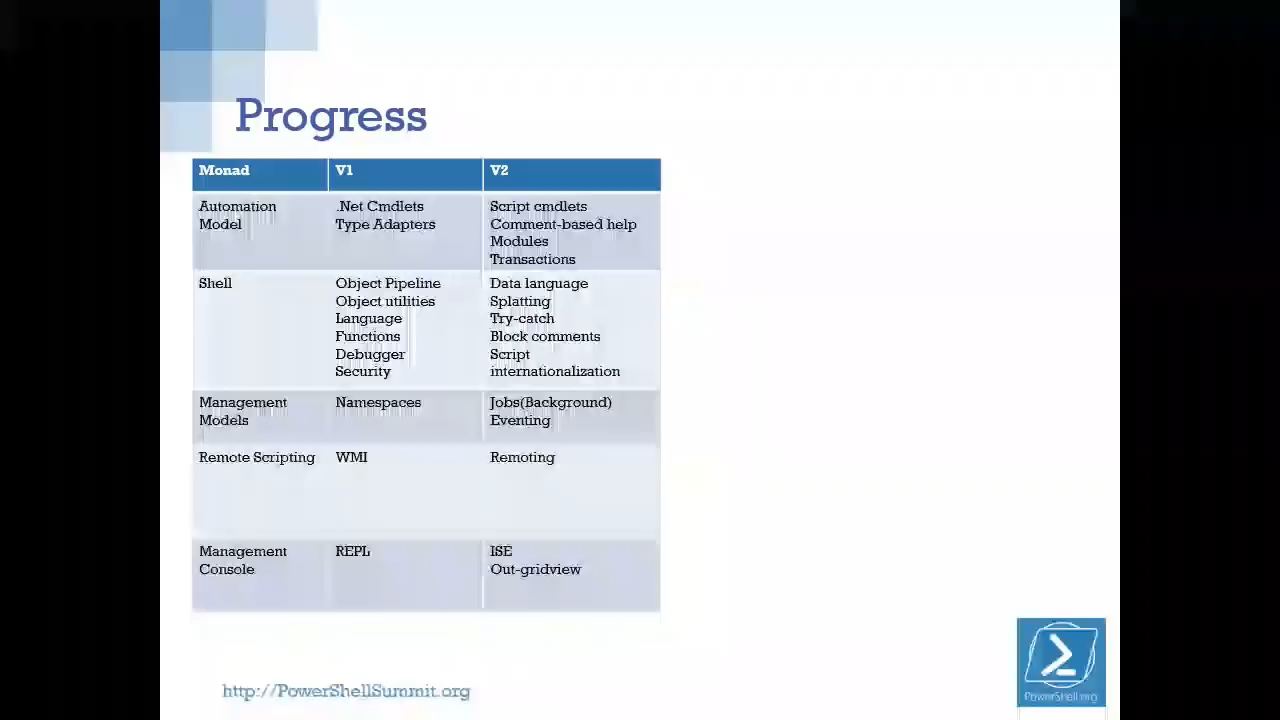 Progress
Monad V1 V2
Automation Model .Net Cmdlets Type Adapters Script cmdlets Comment-based help Modules Transactions
Shell Object Pipeline Object utilities Language Functions Debugger Security Data language Splatting Try-catch Block comments Script internationalization
Management Models Namespaces Jobs(Background) Eventing
Remote Scripting WMI Remoting
Management Console REPL ISE Out-gridview
http://PowerShellSummit.org
PowerShell.org